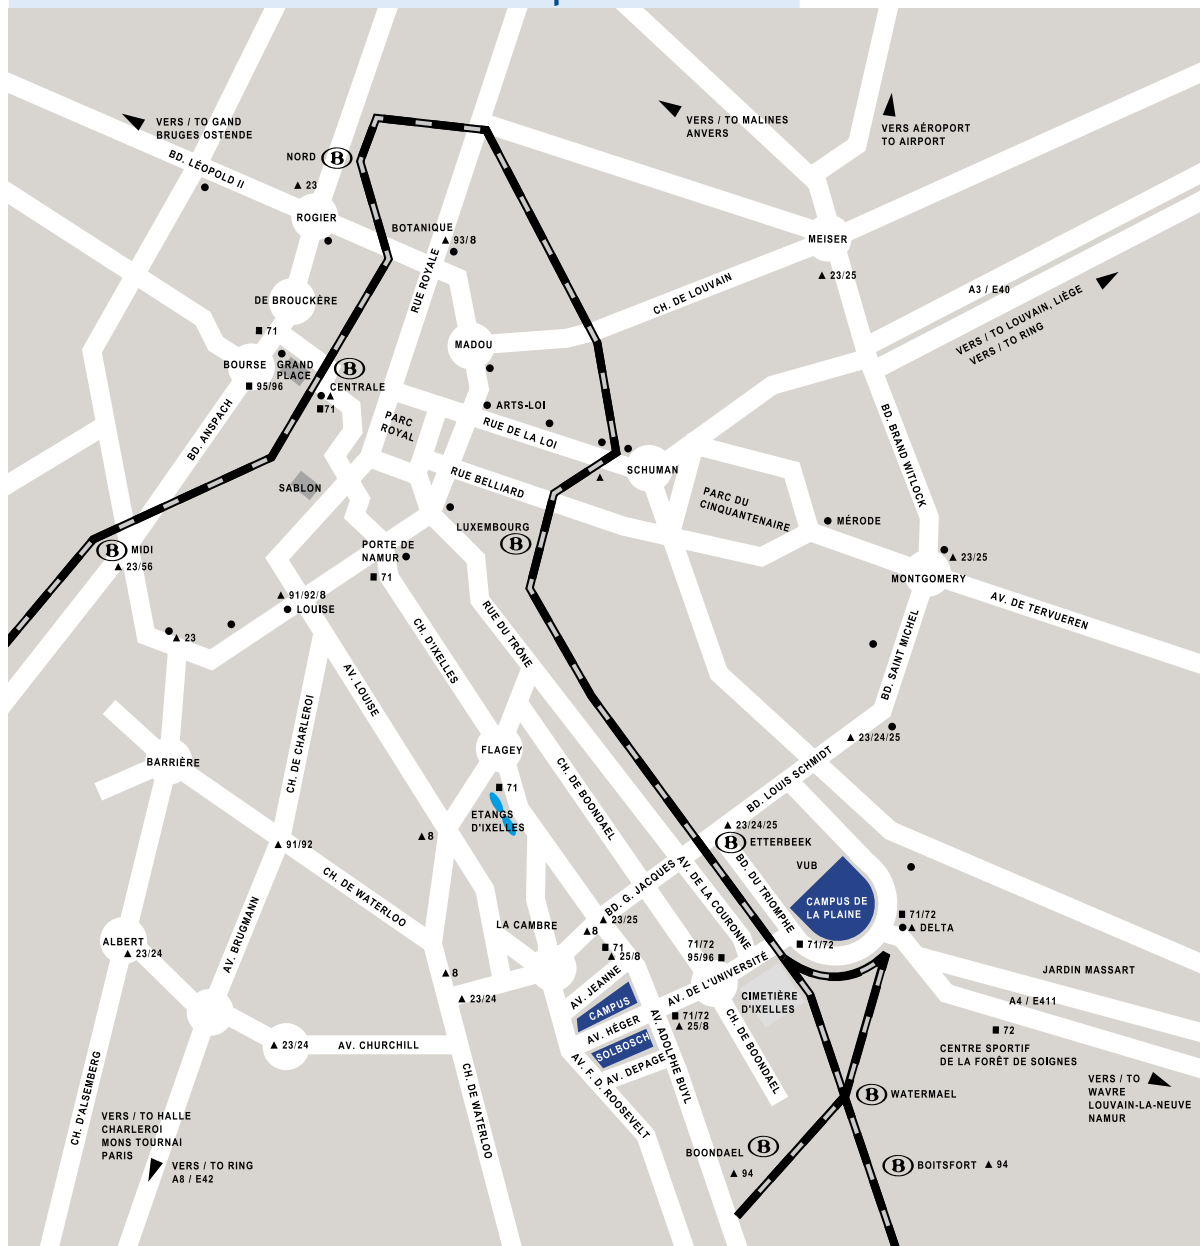 VERS / TO GAND
BRUGES OSTENDE
VERS / TO MALINES
ANVERS
VERS AÉROPORT
TO AIRPORT
NORD
B
BD. LÉOPOLD II
23
ROGIER
BOTANIQUE
93/8
RUE ROYALE
MEISER
23/25
CH. DE LOUVAIN
A3 / E40
VERS / TO LOUVAIN, LIÈGE
VERS / TO RING
DE BROUCKÈRE
71
MADOU
BOURSE
GRAND
PLACE
B
CENTRALE
95/96
71
ARTS-LOI
PARC
ROYAL
RUE DE LA LOI
BD. ANSPACH
BD. BRAND WITLOCK
RUE BELLIARD
SCHUMAN
SABLON
PARC DU
CINQUANTENAIRE
MÉRODE
LUXEMBOURG
B
B
MIDI
23/56
PORTE DE
NAMUR
71
23/25
MONTGOMERY
AV. DE TERVUEREN
91/92/8
LOUISE
23
RUE DU TRÔNE
CH. D'IXELLES
BD. SAINT MICHEL
AV. LOUISE
CH. DE CHARLEROI
23/24/25
BARRIÈRE
FLAGEY
71
CH. DE BOONDAEL
BD. LOUIS SCHMIDT
ETANGS
D'IXELLES
23/24/25
B
ETTERBEEK
8
91/92
VUB
BD. G. JACQUES
AV. DE LA COURONNE
BD. DU TRIOMPHE
CAMPUS DE
LA PLAINE
CH. DE WATERLOO
AV. BRUGMANN
LA CAMBRE
23/25
8
71/72
DELTA
ALBERT
23/24
71
25/8
71/72
95/96
71/72
8
AV. JEANNE
AV. DE L'UNIVERSITÉ
JARDIN MASSART
23/24
CAMPUS
CIMETIÈRE
D'IXELLES
A4 / E411
AV. HÉGER
71/72
25/8
72
23/24
AV. CHURCHILL
SOLBOSCH
AV. ADOLPHE BUYL
CH. DE BOONDAEL
CENTRE SPORTIF
DE LA FORÊT DE SOIGNES
AV. DEPAGE
AV. F. D. ROOSEVELT
CH. D'ALSEMBERG
CH. DE WATERLOO
VERS / TO
WAVRE
LOUVAIN-LA-NEUVE
NAMUR
B
WATERMAEL
VERS / TO HALLE
CHARLEROI
MONS TOURNAI
PARIS
VERS / TO RING
A8 / E42
BOONDAEL
B
94
B
BOITSFORT
94